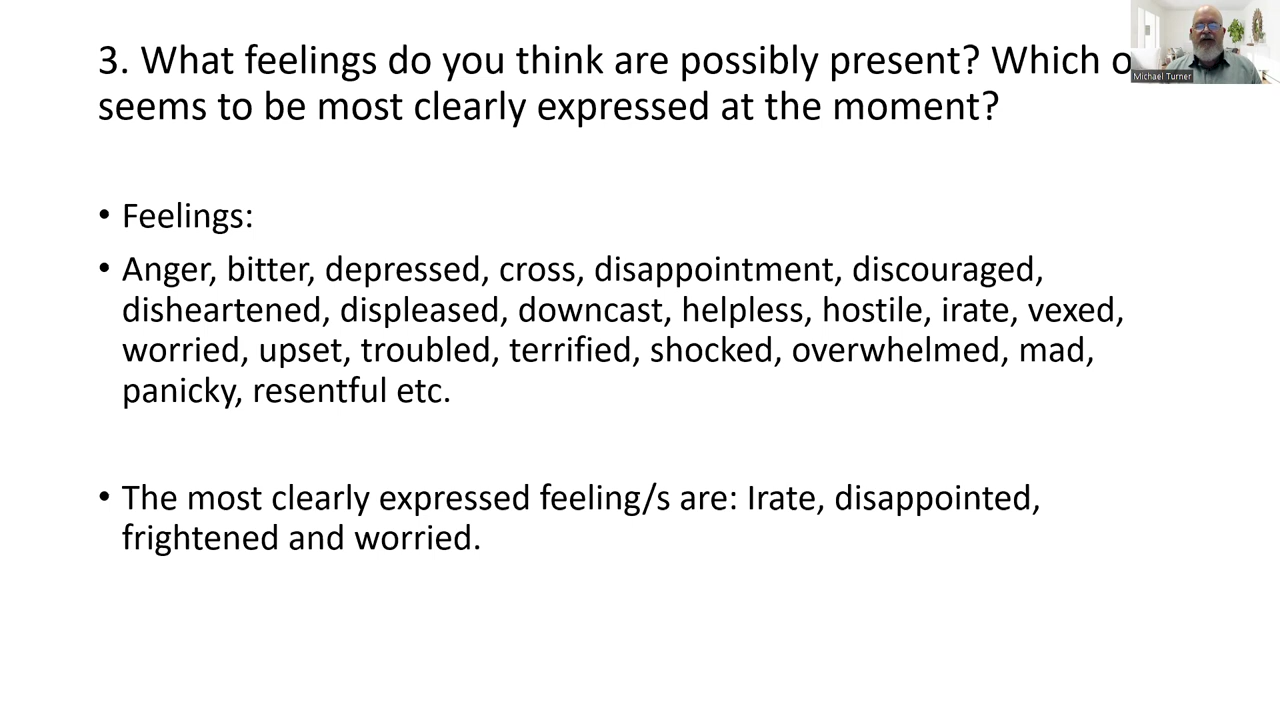 3. What feelings do you think are possibly present? Which o
seems to be most clearly expressed at the moment?
Michael Turner
• Feelings:
• Anger, bitter, depressed, cross, disappointment, discouraged,
disheartened, displeased, downcast, helpless, hostile, irate, vexed,
worried, upset, troubled, terrified, shocked, overwhelmed, mad,
panicky, resentful etc.
• The most clearly expressed feeling/s are: Irate, disappointed,
frightened and worried.